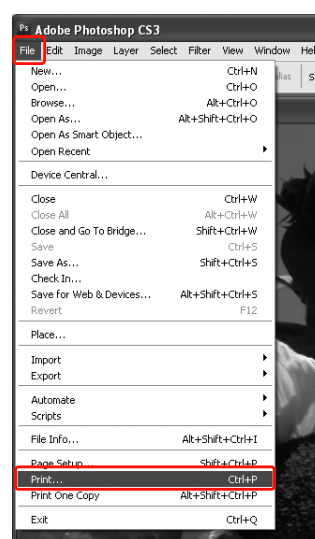 Ps Adobe Photoshop CS3
File Edit Image Layer Select Filter View Window Hel
New... Ctrl+N
Open... Ctrl+O
Browse... Alt+Ctrl+O
Open As... Alt+Shift+Ctrl+O
Open As Smart Object...
Open Recent
Device Central...
Close Ctrl+W
Close All Alt+Ctrl+W
Close and Go To Bridge... Shift+Ctrl+W
Save Ctrl+S
Save As... Shift+Ctrl+S
Check In...
Save for Web & Devices... Alt+Shift+Ctrl+S
Revert F12
Place...
Import
Export
Automate
Scripts
File Info... Alt+Shift+Ctrl+I
Page Setup... Shift+Ctrl+P
Print... Ctrl+P
Print One Copy Alt+Shift+Ctrl+P
Exit Ctrl+Q